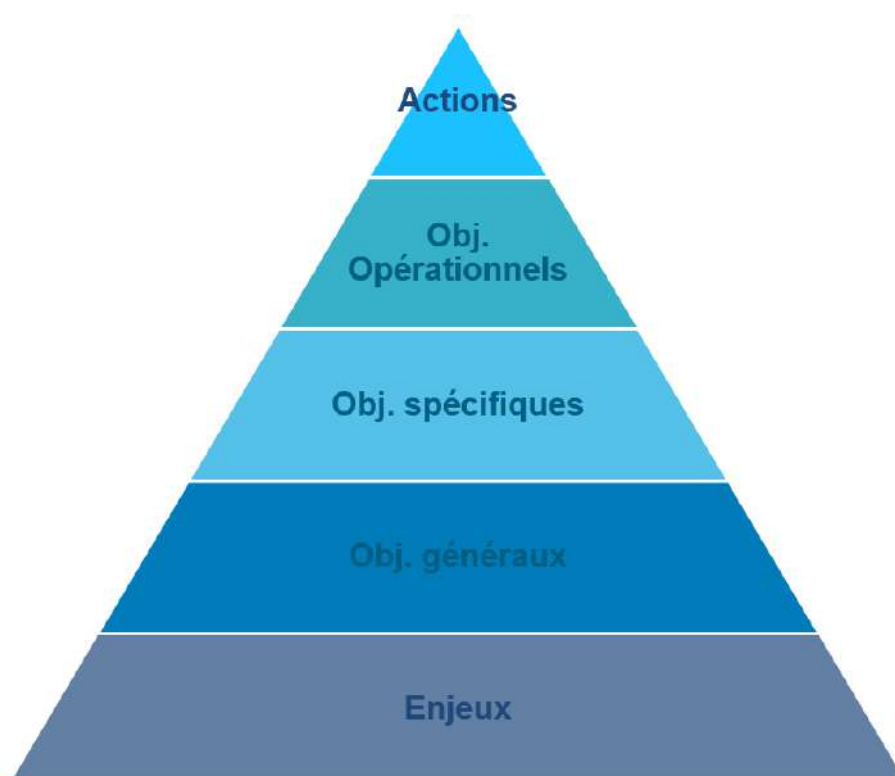 Actions
Obj.
Opérationnels
Obj. spécifiques
Obj. généraux
Enjeux